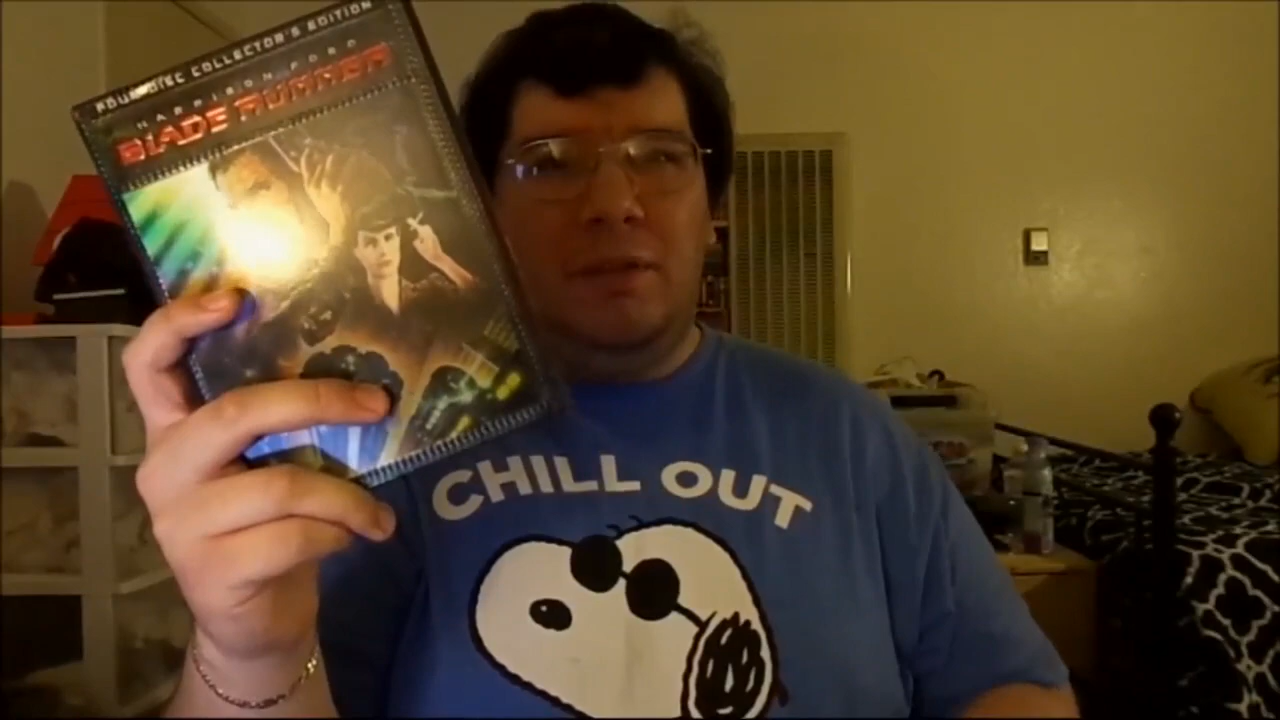 FOUR-DISC COLLECTOR'S EDITION
HARRISON FORD
BLADE RUNNER
CHILL OUT